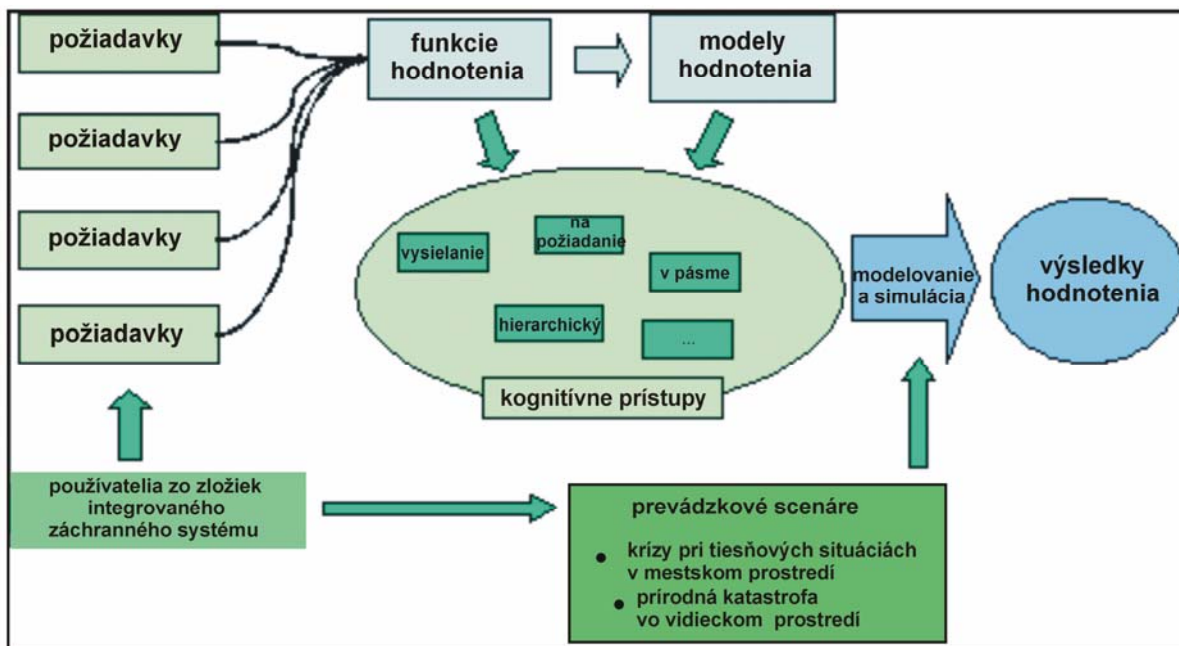 požiadavky
požiadavky
požiadavky
požiadavky
funkcie
hodnotenia
modely
hodnotenia
vysielanie
na
požiadanie
v pásme
hierarchický
...
kognitívne prístupy
modelovanie
a simulácia
výsledky
hodnotenia
používatelia zo zložiek
integrovaného
záchranného systému
prevádzkové scenáre
• krízy pri tiesňových situáciách
v mestskom prostredí
• prírodná katastrofa
vo vidieckom prostredí